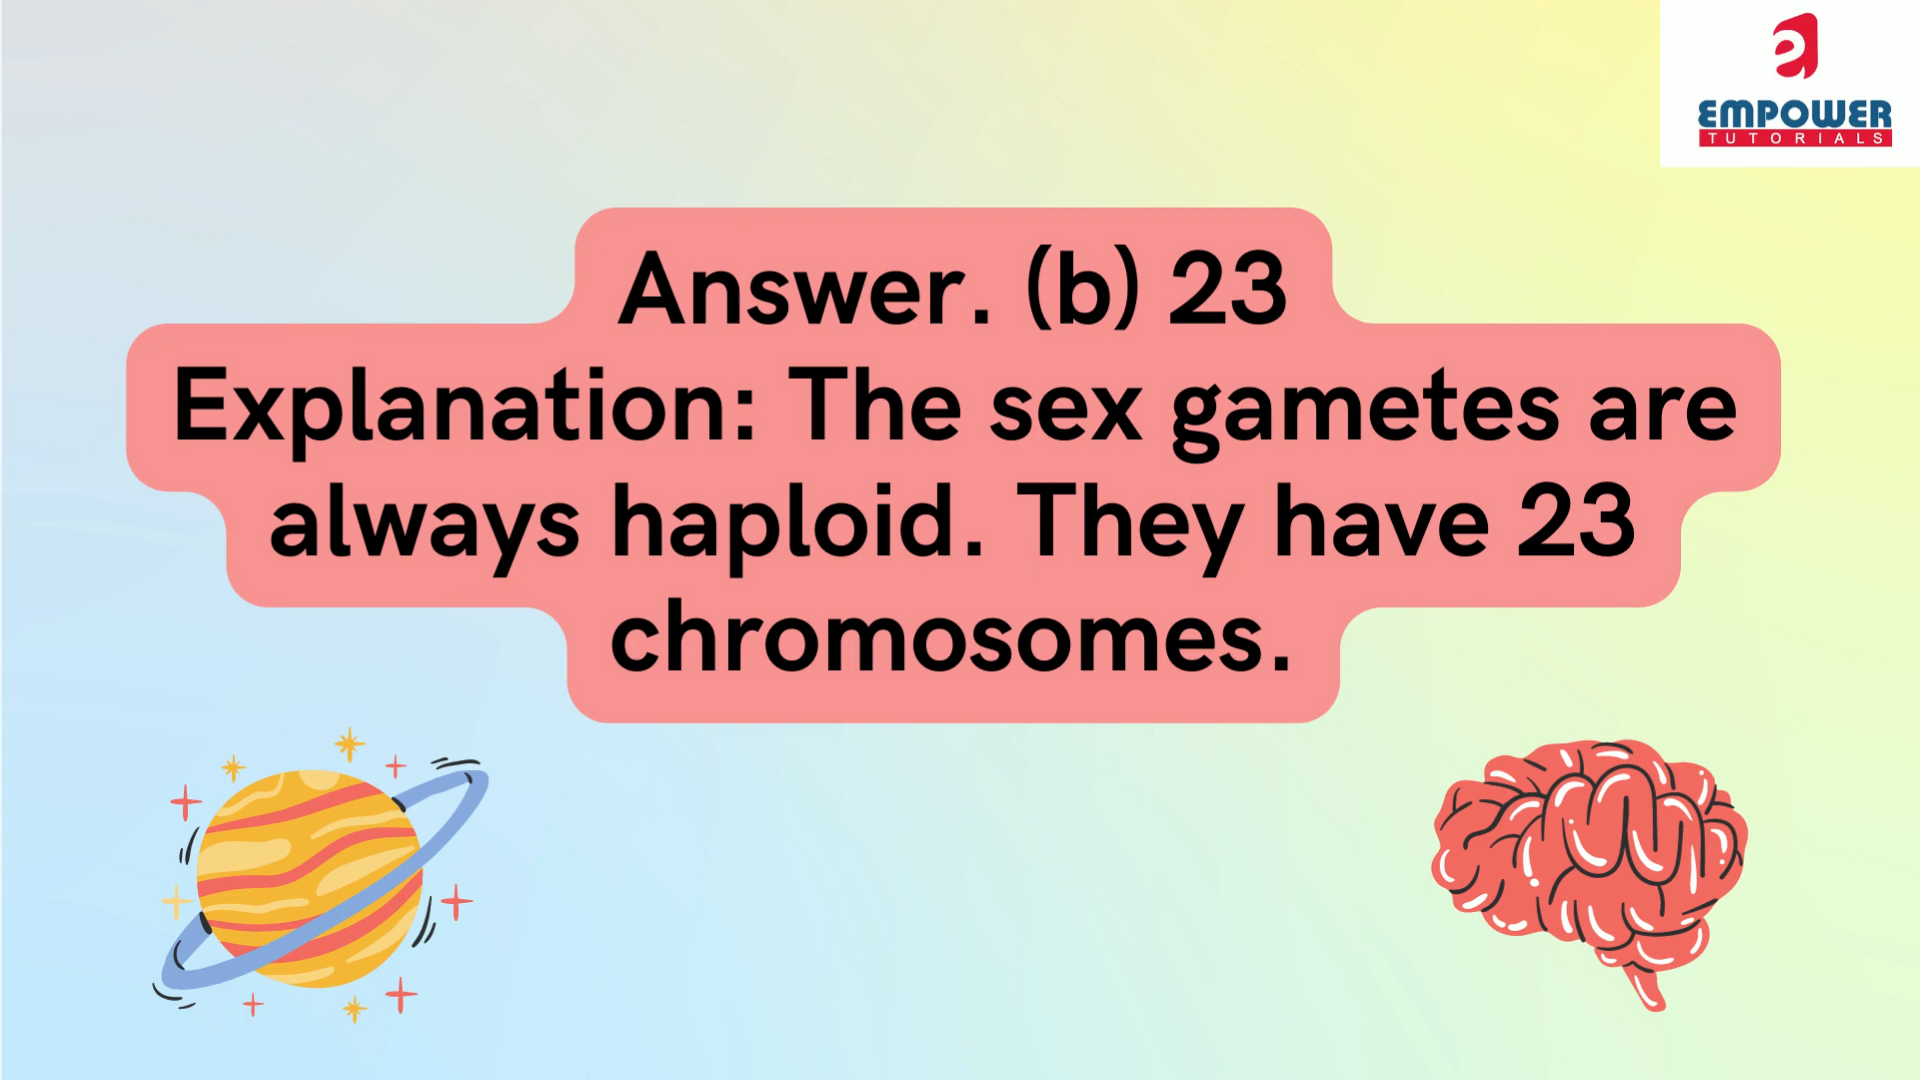 EMPOWER
TUTORIALS
Answer. (b) 23
Explanation: The sex gametes are
always haploid. They have 23
chromosomes.